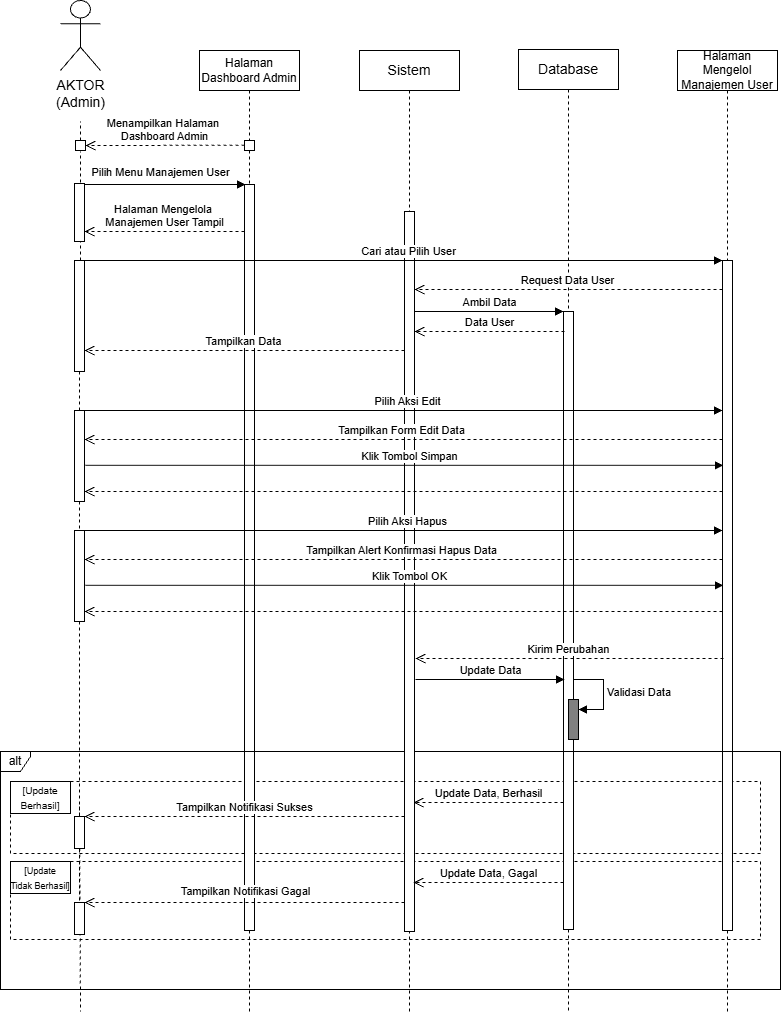 AKTOR
(Admin)
Halaman
Dashboard Admin
Sistem
Database
Halaman
Mengelol
Manajemen User
Menampilkan Halaman
Dashboard Admin
Pilih Menu Manajemen User
Halaman Mengelola
Manajemen User Tampil
Cari atau Pilih User
Request Data User
Ambil Data
Data User
Tampilkan Data
Pilih Aksi Edit
Tampilkan Form Edit Data
Klik Tombol Simpan
Pilih Aksi Hapus
Tampilkan Alert Konfirmasi Hapus Data
Klik Tombol OK
Kirim Perubahan
Update Data
Validasi Data
alt
[Update
Berhasil]
Update Data, Berhasil
Tampilkan Notifikasi Sukses
[Update
Tidak Berhasil]
Update Data, Gagal
Tampilkan Notifikasi Gagal